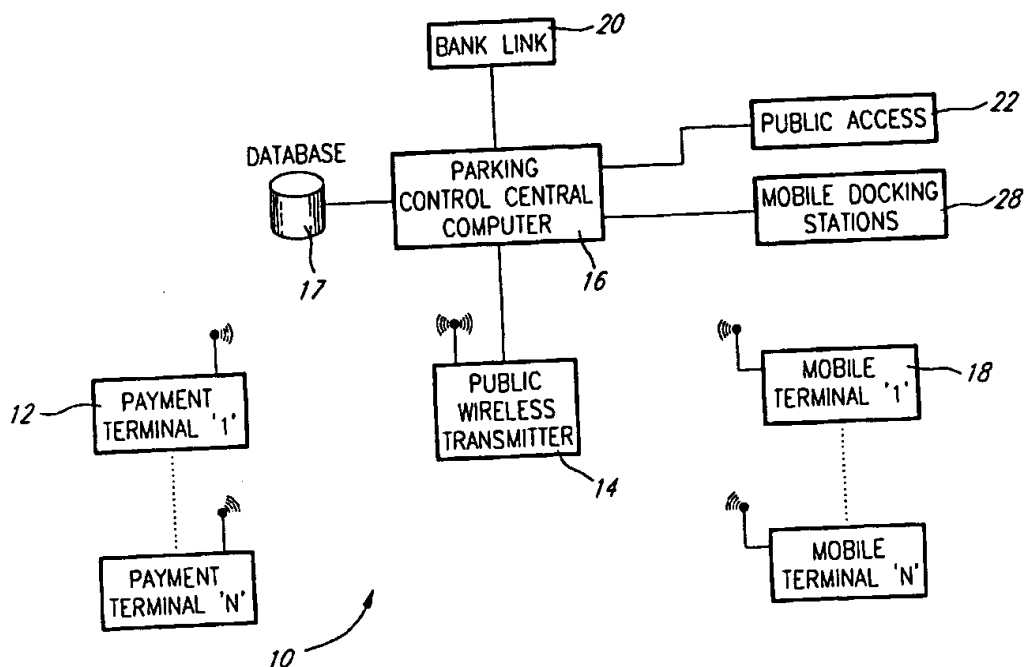 20
BANK LINK
22
PUBLIC ACCESS
DATABASE
PARKING
CONTROL CENTRAL
COMPUTER
MOBILE DOCKING
STATIONS
28
17
16
12
PAYMENT
TERMINAL '1'
PUBLIC
WIRELESS
TRANSMITTER
14
MOBILE
TERMINAL '1'
18
PAYMENT
TERMINAL 'N'
MOBILE
TERMINAL 'N'
10